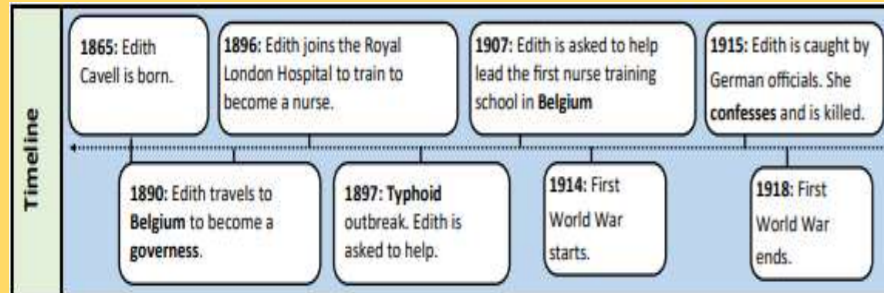 Timeline
1865: Edith
Cavell is born.
1890: Edith travels to
Belgium to become a
governess.
1896: Edith joins the Royal
London Hospital to train to
become a nurse.
1897: Typhoid
outbreak. Edith is
asked to help.
1907: Edith is asked to help
lead the first nurse training
school in Belgium
1914: First
World War
starts.
1915: Edith is caught by
German officials. She
confesses and is killed.
1918: First
World War
ends.